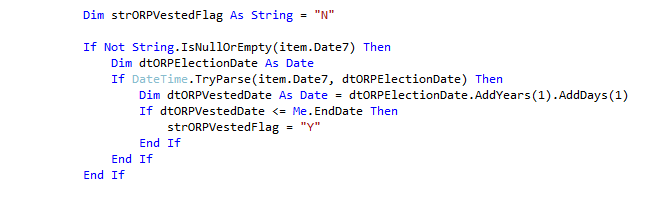 Dim strORPVestedFlag As String = "N"

If Not String.IsNullOrEmpty(item.Date7) Then
    Dim dtORPElectionDate As Date
    If DateTime.TryParse(item.Date7, dtORPElectionDate) Then
        Dim dtORPVestedDate As Date = dtORPElectionDate.AddYears(1).AddDays(1)
        If dtORPVestedDate <= Me.EndDate Then
            strORPVestedFlag = "Y"
        End If
    End If
End If